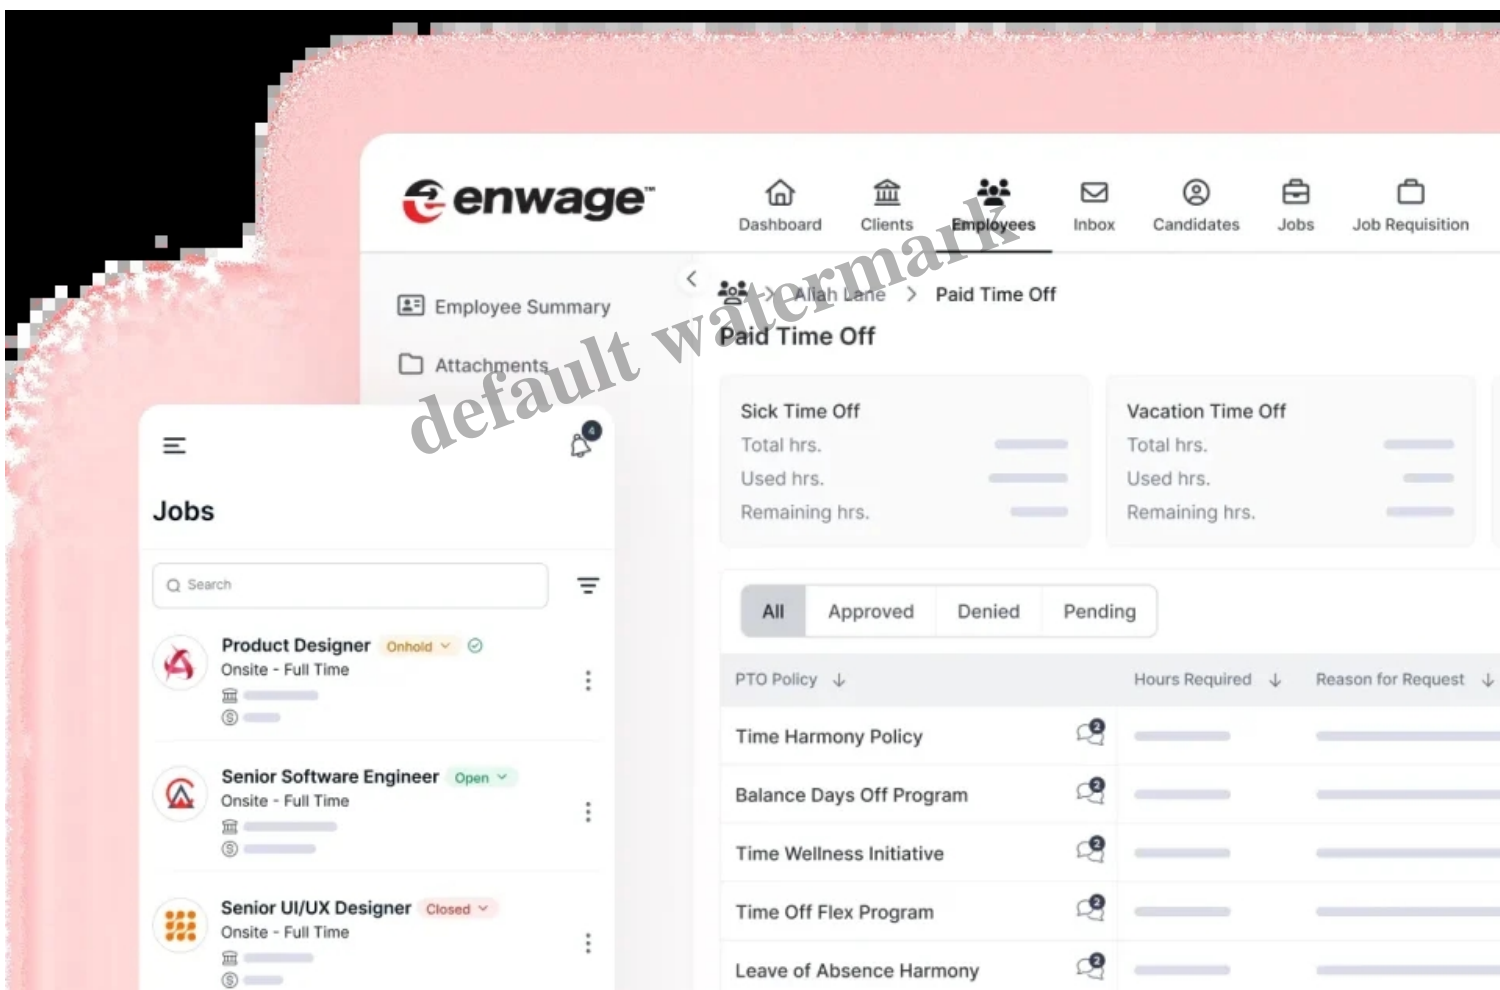 enwage™
Dashboard
Clients
Employees
Inbox
Candidates
Jobs
Job Requisition
Employee Summary
Attachments
Aliah Lane > Paid Time Off
Paid Time Off
default watermark
Sick Time Off
Total hrs.
Used hrs.
Remaining hrs.
Vacation Time Off
Total hrs.
Used hrs.
Remaining hrs.
All
Approved
Denied
Pending
PTO Policy
Hours Required
Reason for Request
Time Harmony Policy
2
Balance Days Off Program
2
Time Wellness Initiative
2
Time Off Flex Program
2
Leave of Absence Harmony
2
4
Jobs
Search
Product Designer Onhold
Onsite - Full Time
Senior Software Engineer Open
Onsite - Full Time
Senior UI/UX Designer Closed
Onsite - Full Time